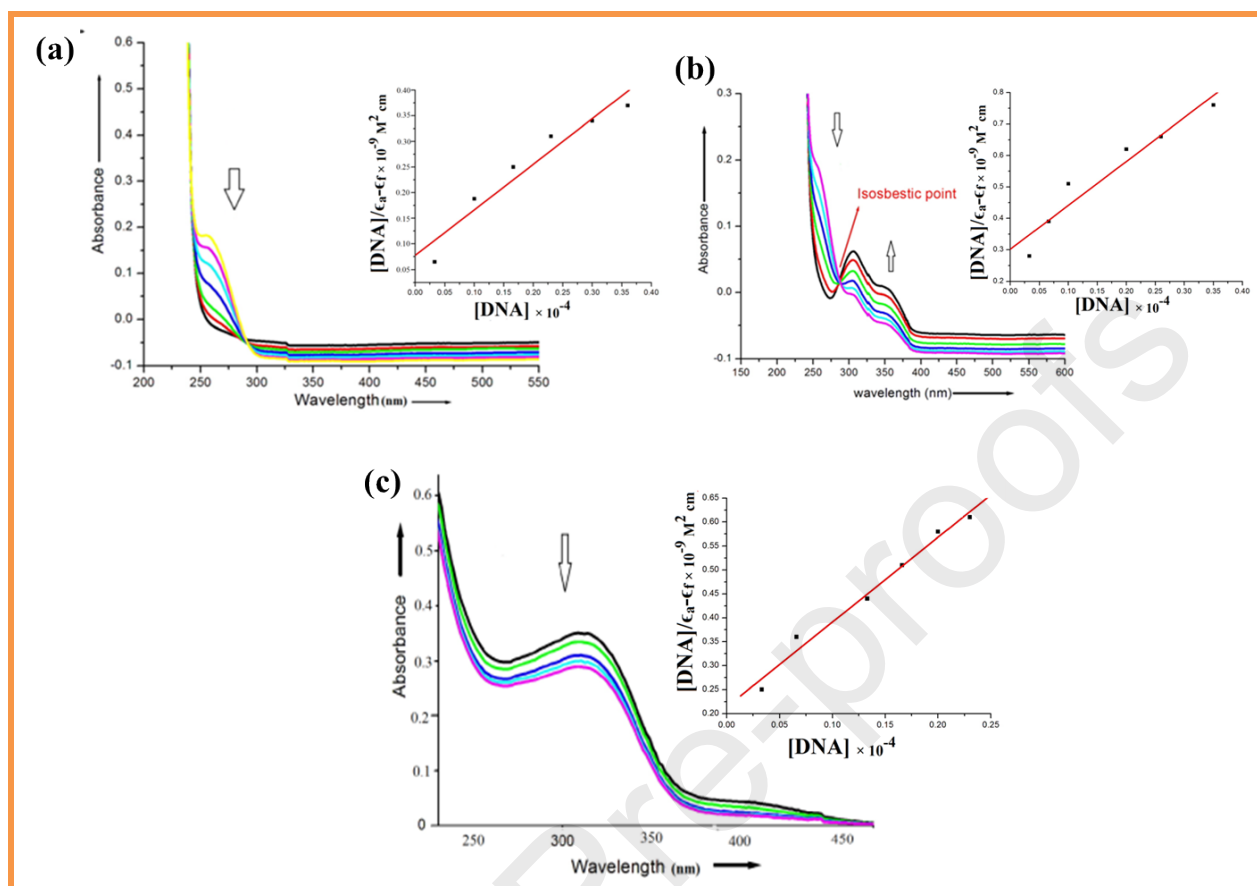 (a)
0.6
0.5
0.4
0.3
0.2
0.1
0.0
-0.1
Absorbance
200 250 300 350 400 450 500 550
Wavelength (nm)
0.40
0.35
0.30
0.25
0.20
0.15
0.10
0.05
[DNA]/ϵa-ϵf × 10⁻⁹ M² cm
0.00 0.05 0.10 0.15 0.20 0.25 0.30 0.35 0.40
[DNA] × 10⁻⁴
(b)
0.3
0.2
0.1
0.0
-0.1
Absorbance
Isosbestic point
150 200 250 300 350 400 450 500 550 600
wavelength (nm)
0.8
0.7
0.6
0.5
0.4
0.3
0.2
[DNA]/ϵa-ϵf × 10⁻⁹ M² cm
0.00 0.05 0.10 0.15 0.20 0.25 0.30 0.35 0.40
[DNA] × 10⁻⁴
(c)
0.6
0.5
0.4
0.3
0.2
0.1
0
Absorbance
250 300 350 400 450
Wavelength (nm)
0.65
0.60
0.55
0.50
0.45
0.40
0.35
0.30
0.25
0.20
[DNA]/ϵa-ϵf × 10⁻⁹ M² cm
0.00 0.05 0.10 0.15 0.20 0.25
[DNA] × 10⁻⁴
Pre-proofs